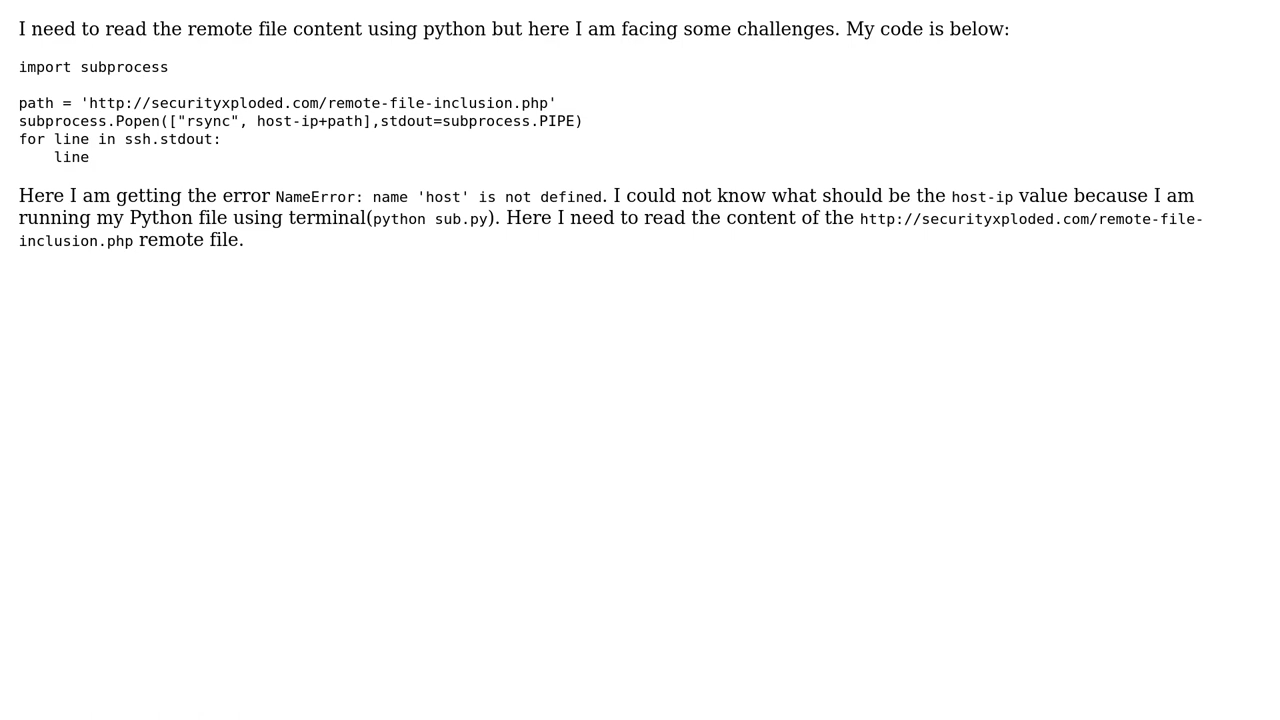 I need to read the remote file content using python but here I am facing some challenges. My code is below:
import subprocess
path = 'http://securityxploded.com/remote-file-inclusion.php'
subprocess.Popen(["rsync", host-ip+path],stdout=subprocess.PIPE)
for line in ssh.stdout:
    line
Here I am getting the error NameError: name 'host' is not defined. I could not know what should be the host-ip value because I am
running my Python file using terminal(python sub.py). Here I need to read the content of the http://securityxploded.com/remote-file-
inclusion.php remote file.